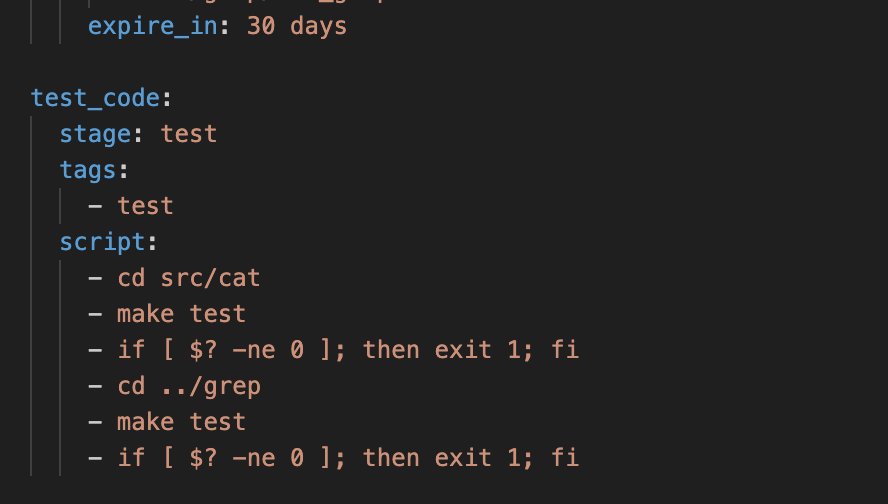 expire_in: 30 days
test_code:
stage: test
tags:
- test
script:
- cd src/cat
- make test
- if [ $? -ne 0 ]; then exit 1; fi
- cd ../grep
- make test
- if [ $? -ne 0 ]; then exit 1; fi